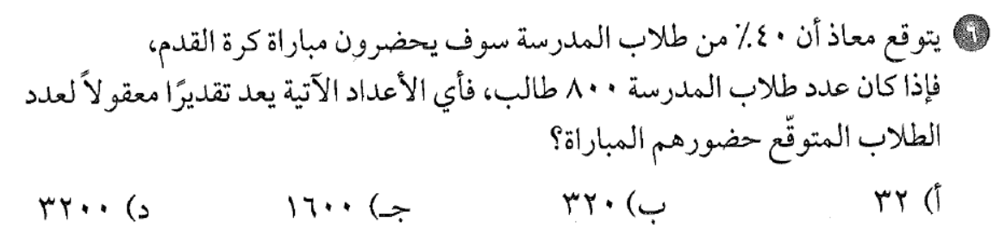 ٦ يتوقع معاذ أن ٤٠٪ من طلاب المدرسة سوف يحضرون مباراة كرة القدم،
فإذا كان عدد طلاب المدرسة ٨٠٠ طالب، فأي الأعداد الآتية يعد تقديرًا معقولاً لعدد
الطلاب المتوقّع حضورهم المباراة؟
أ) ٣٢ ب) ٣٢٠ جـ) ١٦٠٠ د) ٣٢٠٠